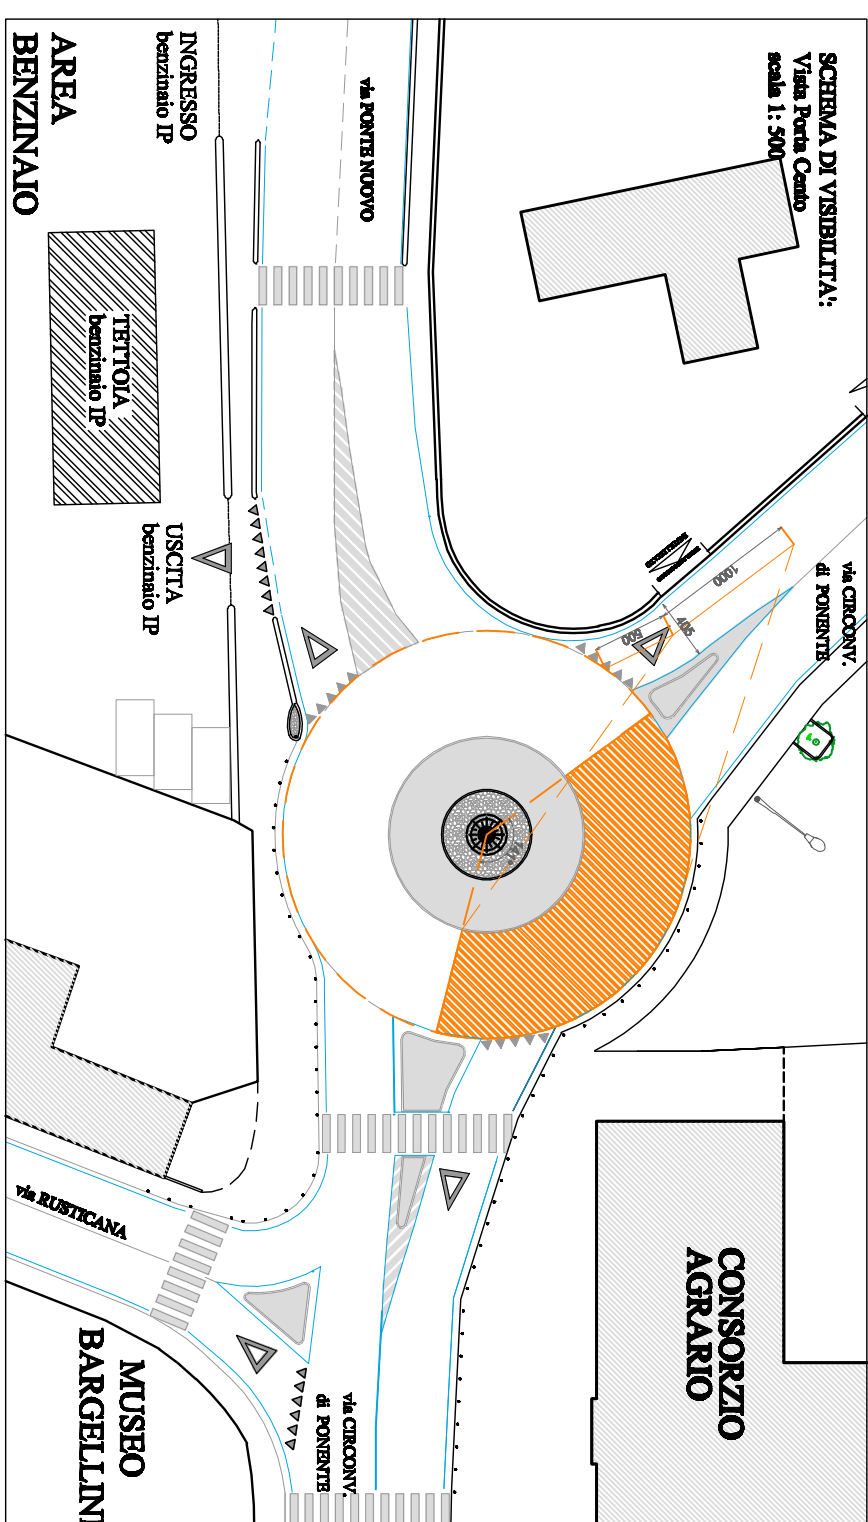 SCHEMA DI VISIBILITA':
Vista Porta Cento
scala 1: 500
INGRESSO
benzinaio IP
AREA
BENZINAIO
via PONTE NUOVO
TETTOIA
benzinaio IP
USCITA
benzinaio IP
via CIRCONV.
di PONENTE
1000
405
500
CONSORZIO
AGRARIO
via RUSTICANA
MUSEO
BARGELLINI
via CIRCONV.
di PONENTE